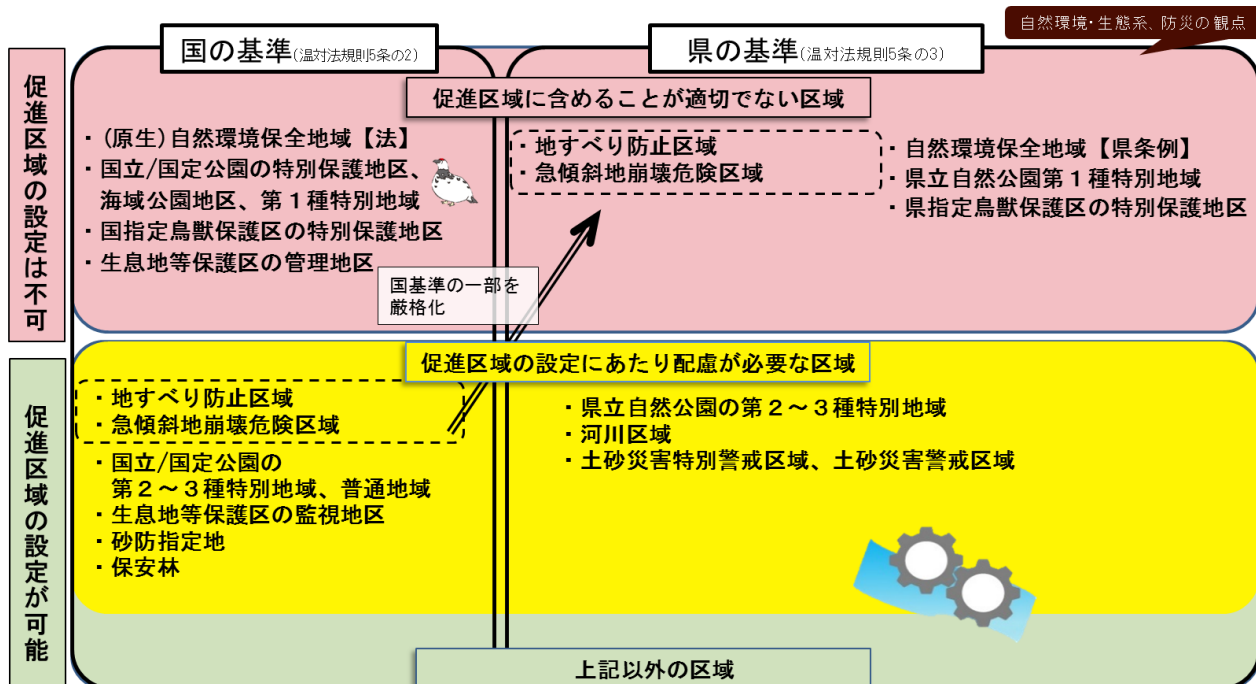 自然環境・生態系、防災の観点
国の基準(温対法規則5条の2)
県の基準(温対法規則5条の3)
促進区域の設定は不可
促進区域に含めることが適切でない区域
・(原生)自然環境保全地域【法】
・国立/国定公園の特別保護地区、
海域公園地区、第1種特別地域
・国指定鳥獣保護区の特別保護地区
・生息地等保護区の管理地区
・地すべり防止区域
・急傾斜地崩壊危険区域
・自然環境保全地域【県条例】
・県立自然公園第1種特別地域
・県指定鳥獣保護区の特別保護地区
国基準の一部を
厳格化
促進区域の設定が可能
促進区域の設定にあたり配慮が必要な区域
・地すべり防止区域
・急傾斜地崩壊危険区域
・国立/国定公園の
第2~3種特別地域、普通地域
・生息地等保護区の監視地区
・砂防指定地
・保安林
・県立自然公園の第2~3種特別地域
・河川区域
・土砂災害特別警戒区域、土砂災害警戒区域
上記以外の区域